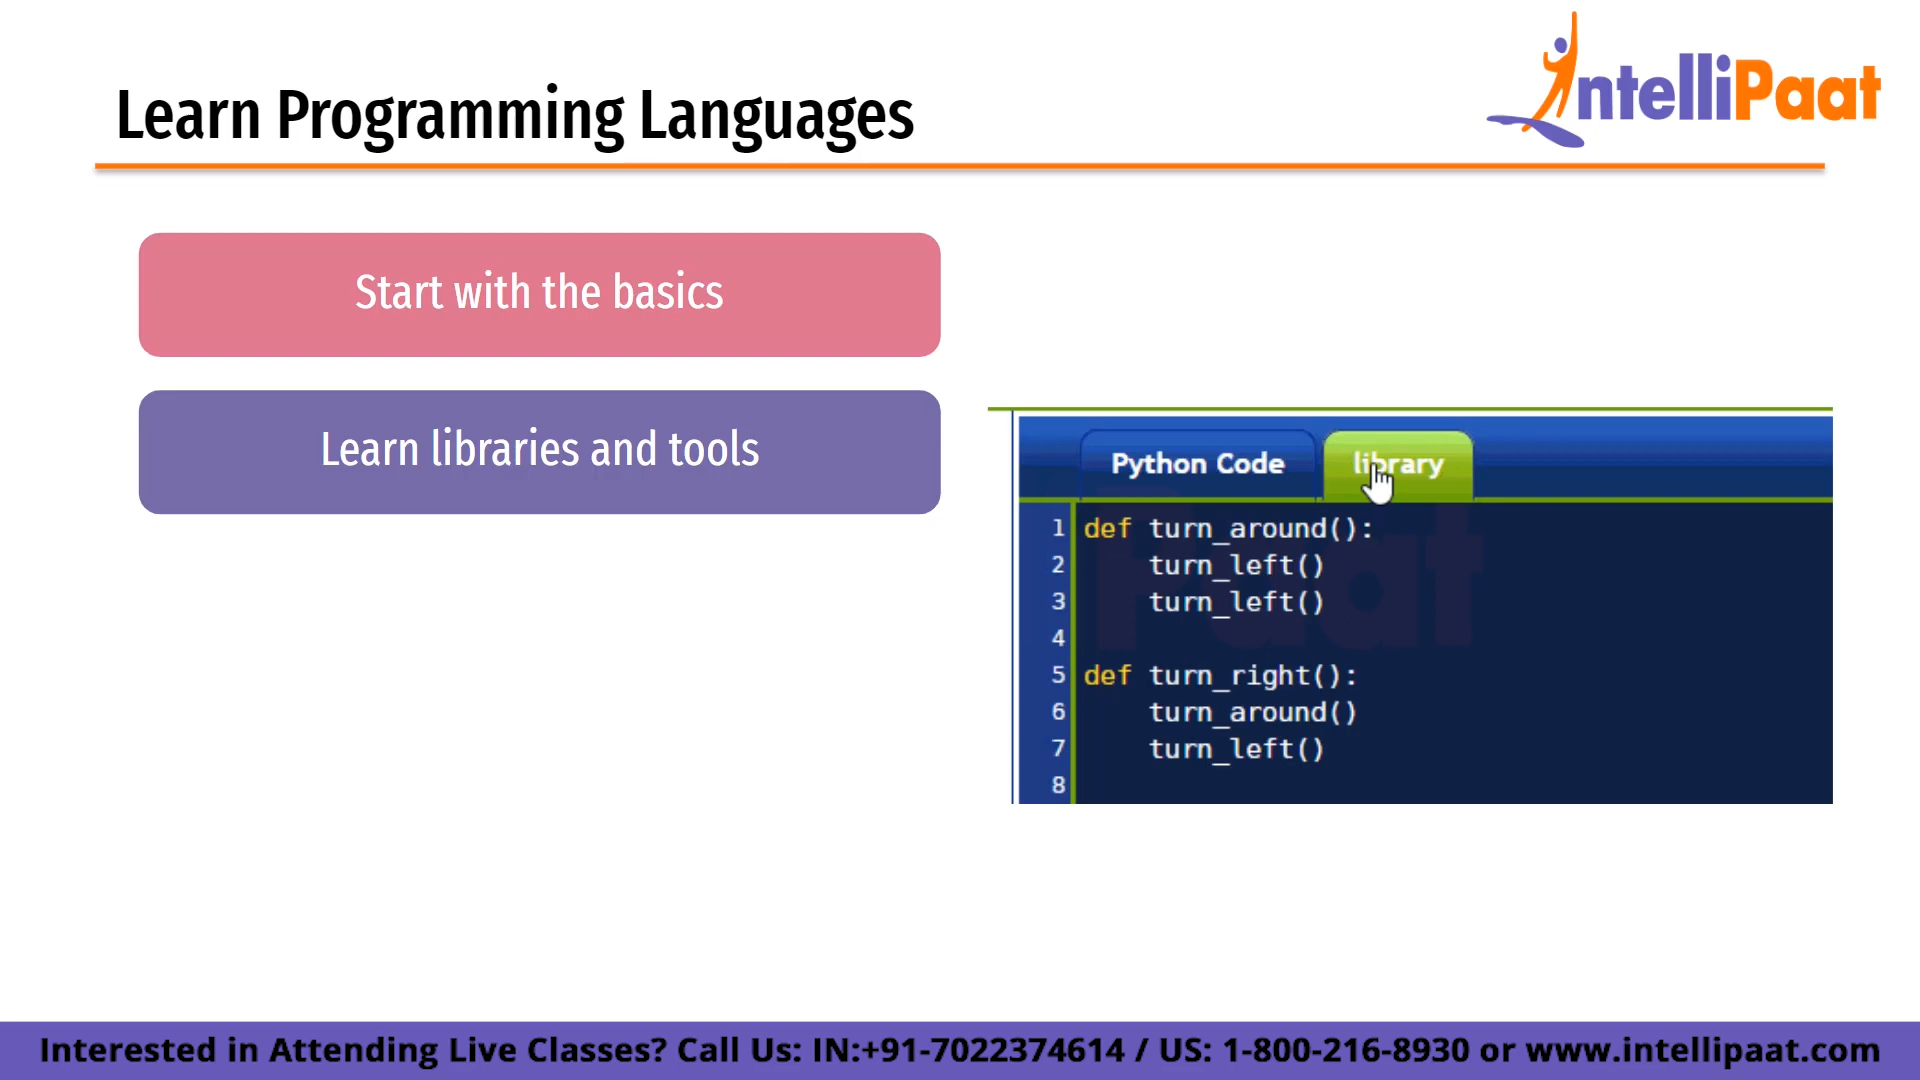 Learn Programming Languages
IntelliPaat
Start with the basics
Learn libraries and tools
Python Code
library
1 def turn_around():
2     turn_left()
3     turn_left()
4
5 def turn_right():
6     turn_around()
7     turn_left()
8
Interested in Attending Live Classes? Call Us: IN:+91-7022374614 / US: 1-800-216-8930 or www.intellipaat.com